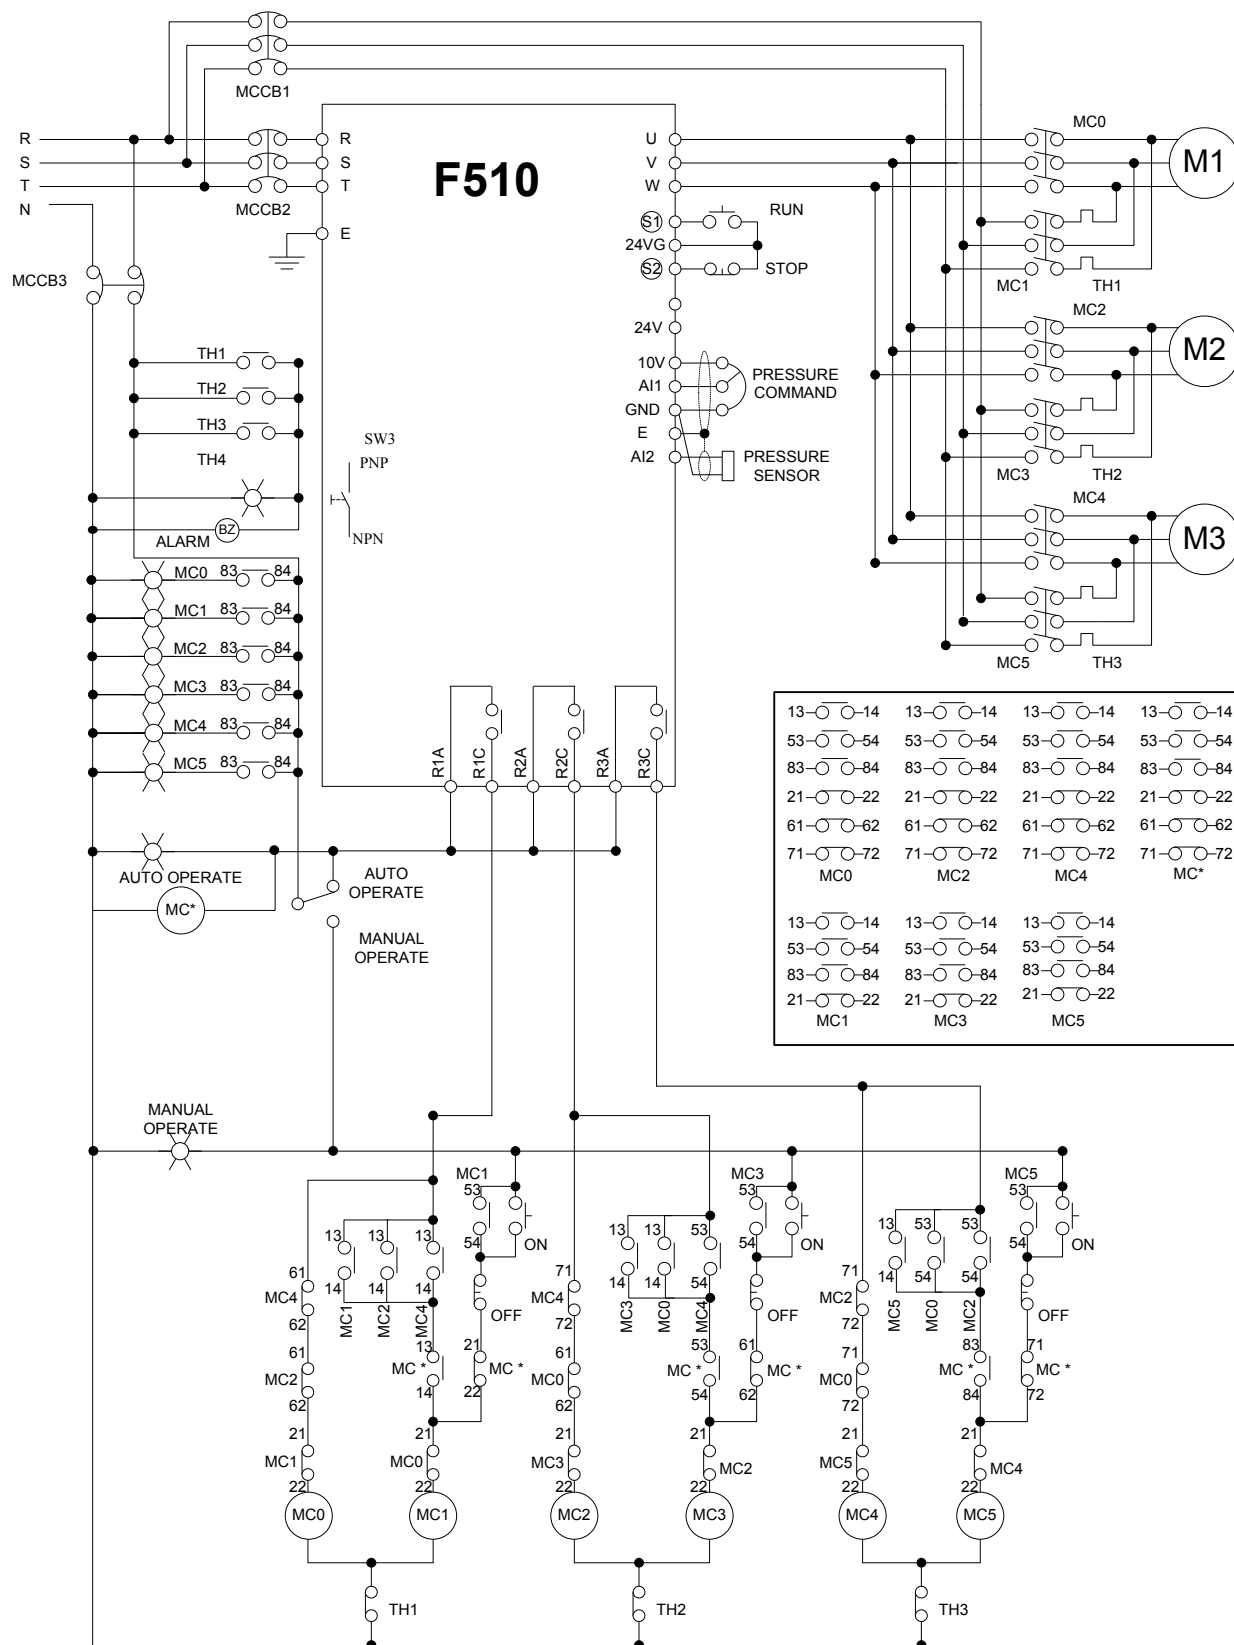 MCCB1
R
S
T
N
MCCB2
R
S
T
E
F510
U
V
W
S1
24VG
S2
RUN
STOP
24V
10V
AI1
GND
E
AI2
PRESSURE
COMMAND
PRESSURE
SENSOR
MC0
M1
MC1
TH1
MC2
M2
MC3
TH2
MC4
M3
MC5
TH3
MCCB3
TH1
TH2
TH3
TH4
SW3
PNP
NPN
ALARM
BZ
MC0 83 84
MC1 83 84
MC2 83 84
MC3 83 84
MC4 83 84
MC5 83 84
R1A
R1C
R2A
R2C
R3A
R3C
AUTO OPERATE
MC*
AUTO
OPERATE
MANUAL
OPERATE
13 14 13 14 13 14 13 14
53 54 53 54 53 54 53 54
83 84 83 84 83 84 83 84
21 22 21 22 21 22 21 22
61 62 61 62 61 62 61 62
71 72 71 72 71 72 71 72
MC0 MC2 MC4 MC*
13 14 13 14 13 14
53 54 53 54 53 54
83 84 83 84 83 84
21 22 21 22 21 22
MC1 MC3 MC5
MANUAL
OPERATE
61
MC4
62
61
MC2
62
21
MC1
22
MC0
13
14
MC1
13
14
MC2
13
14
MC4
13
MC *
14
21
MC0
22
MC1
MC1
53
54
ON
OFF
21
MC *
22
TH1
71
MC4
72
61
MC0
62
21
MC3
22
MC2
13
14
MC3
13
14
MC0
53
54
MC4
53
MC *
54
21
MC2
22
MC3
MC3
53
54
ON
OFF
61
MC *
62
TH2
71
MC2
72
71
MC0
72
21
MC5
22
MC4
13
14
MC5
53
54
MC0
53
54
MC2
83
MC *
84
21
MC4
22
MC5
MC5
53
54
ON
OFF
71
MC *
72
TH3